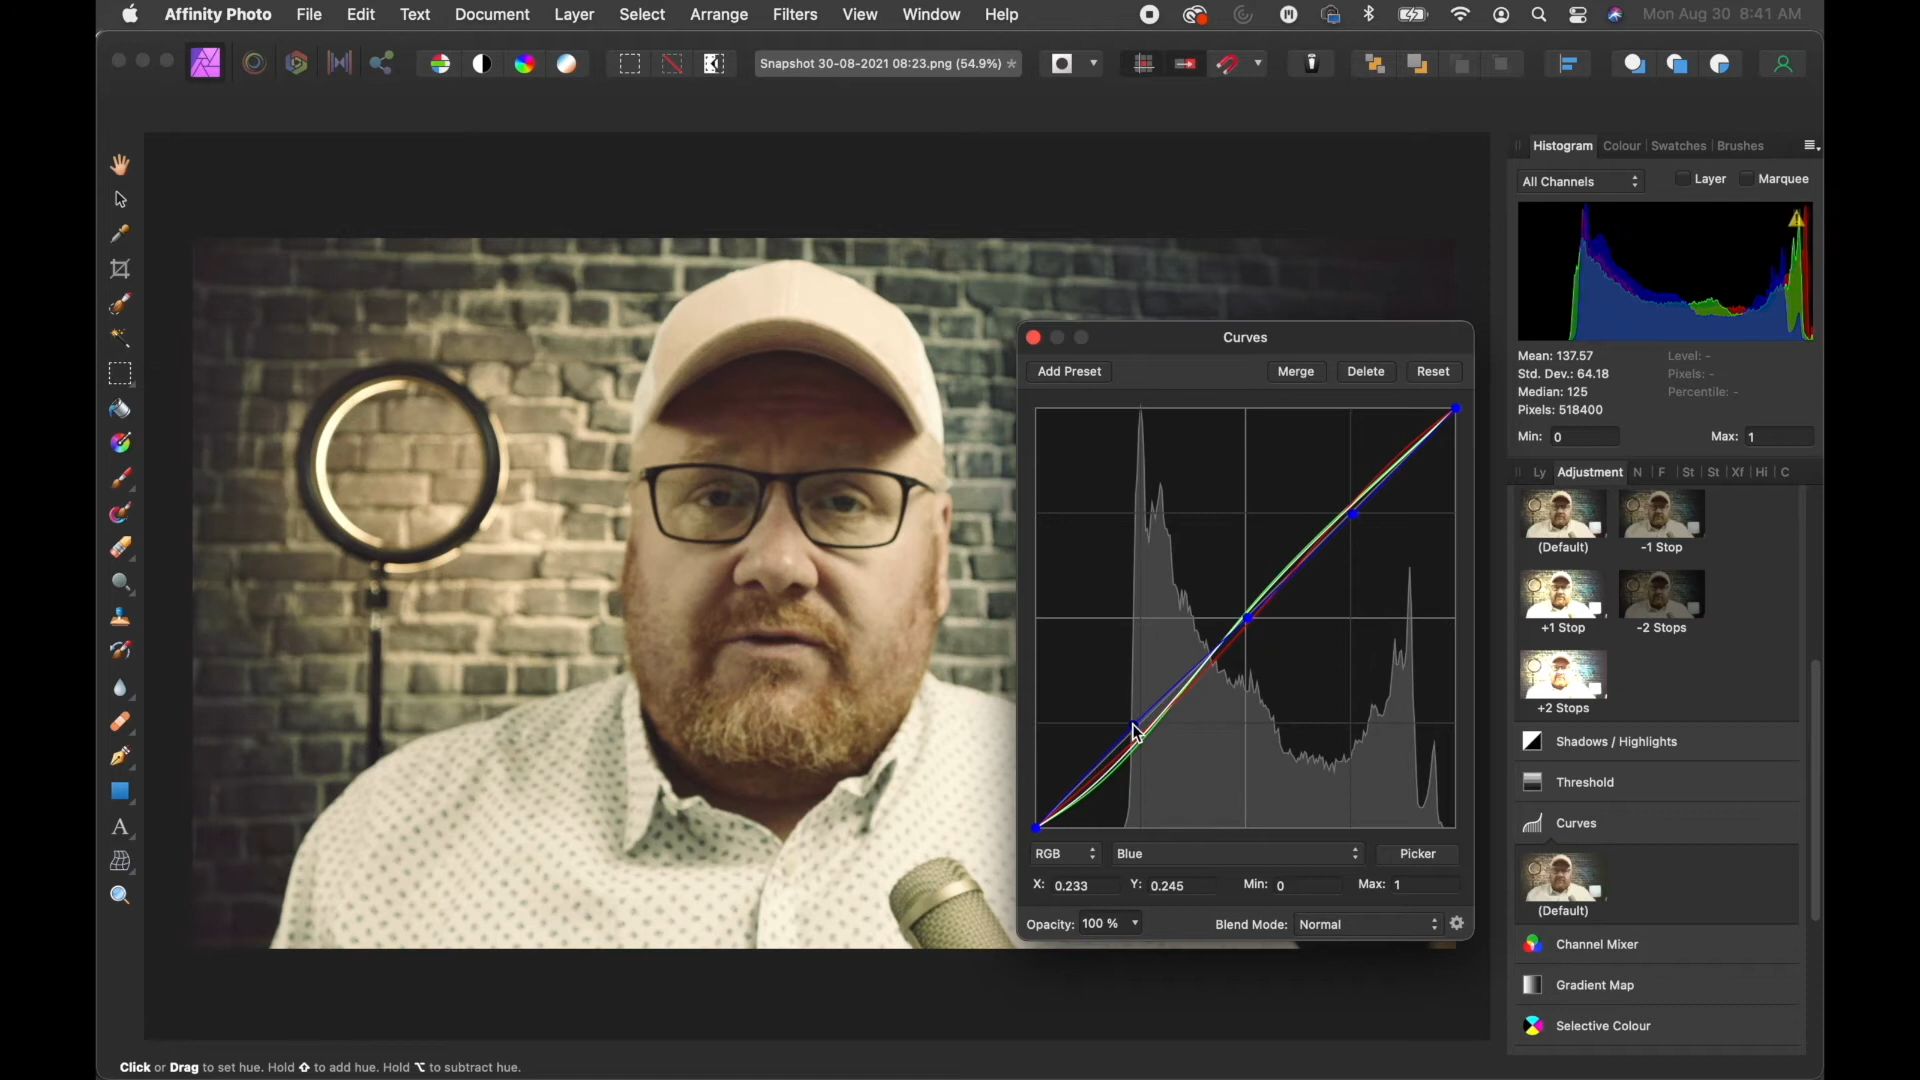 Affinity Photo File Edit Text Document Layer Select Arrange Filters View Window Help Mon Aug 30 8:41 AM
Snapshot 30-08-2021 08:23.png (54.9%) *
Histogram Colour Swatches Brushes
All Channels Layer Marquee
Mean: 137.57 Level: -
Std. Dev.: 64.18 Pixels: -
Median: 125 Percentile: -
Pixels: 518400
Min: 0 Max: 1
Ly Adjustment N F St St Xf Hi C
(Default) -1 Stop
+1 Stop -2 Stops
+2 Stops
Shadows / Highlights
Threshold
Curves
(Default)
Channel Mixer
Gradient Map
Selective Colour
Curves
Add Preset Merge Delete Reset
RGB Blue Picker
X: 0.233 Y: 0.245 Min: 0 Max: 1
Opacity: 100 % Blend Mode: Normal
Click or Drag to set hue. Hold ⇧ to add hue. Hold ⌥ to subtract hue.